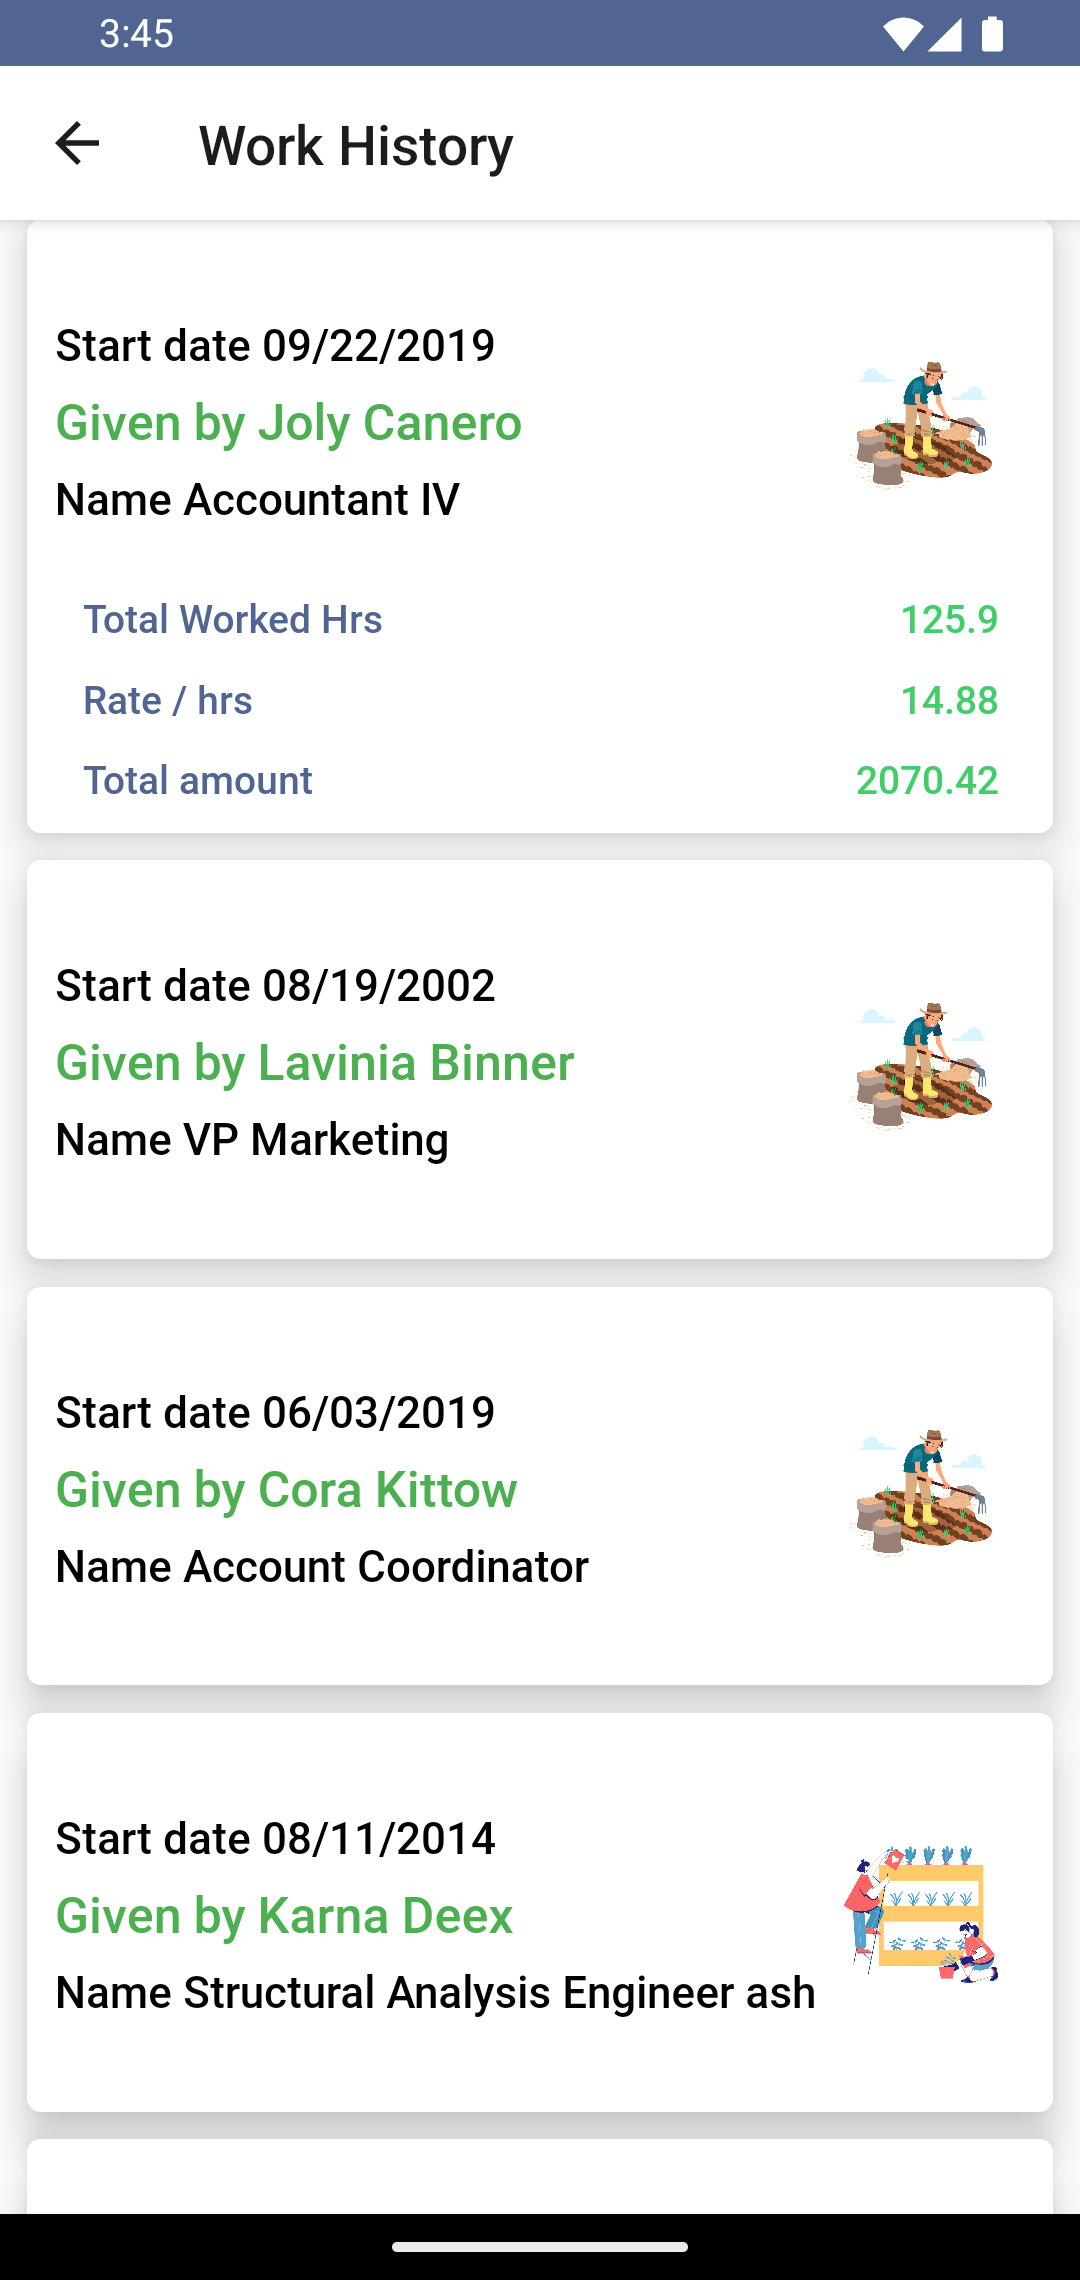 3:45
Work History
Start date 09/22/2019
Given by Joly Canero
Name Accountant IV
Total Worked Hrs 125.9
Rate / hrs 14.88
Total amount 2070.42
Start date 08/19/2002
Given by Lavinia Binner
Name VP Marketing
Start date 06/03/2019
Given by Cora Kittow
Name Account Coordinator
Start date 08/11/2014
Given by Karna Deex
Name Structural Analysis Engineer ash